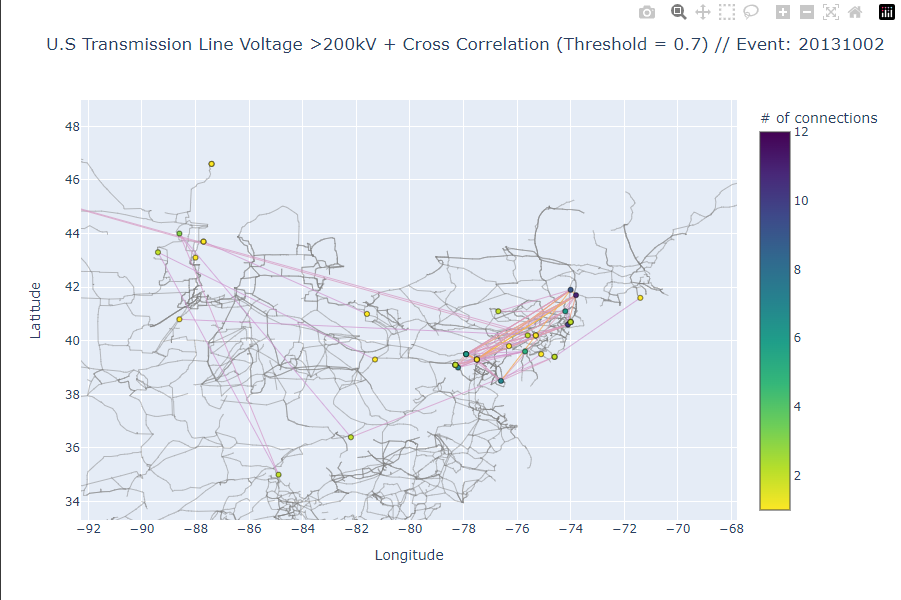 U.S Transmission Line Voltage >200kV + Cross Correlation (Threshold = 0.7) // Event: 20131002
# of connections
12
10
8
6
4
2
48
46
44
42
40
38
36
34
Latitude
−92 −90 −88 −86 −84 −82 −80 −78 −76 −74 −72 −70 −68
Longitude